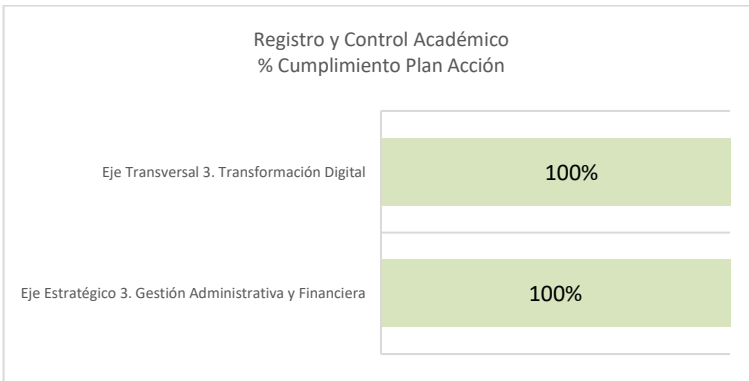 Registro y Control Académico
% Cumplimiento Plan Acción
Eje Transversal 3. Transformación Digital
100%
Eje Estratégico 3. Gestión Administrativa y Financiera
100%